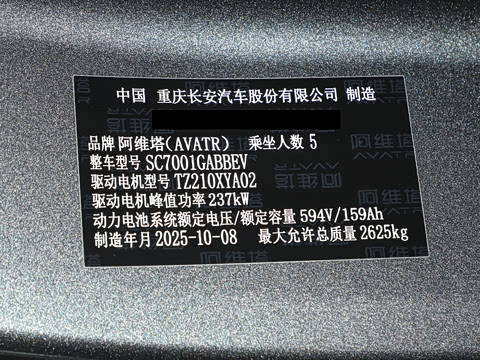 中国 重庆长安汽车股份有限公司 制造
品牌 阿维塔(AVATR) 乘坐人数 5
整车型号 SC7001GABBEV
驱动电机型号 TZ210XYA02
驱动电机峰值功率 237kW
动力电池系统额定电压/额定容量 594V/159Ah
制造年月 2025-10-08 最大允许总质量 2625kg